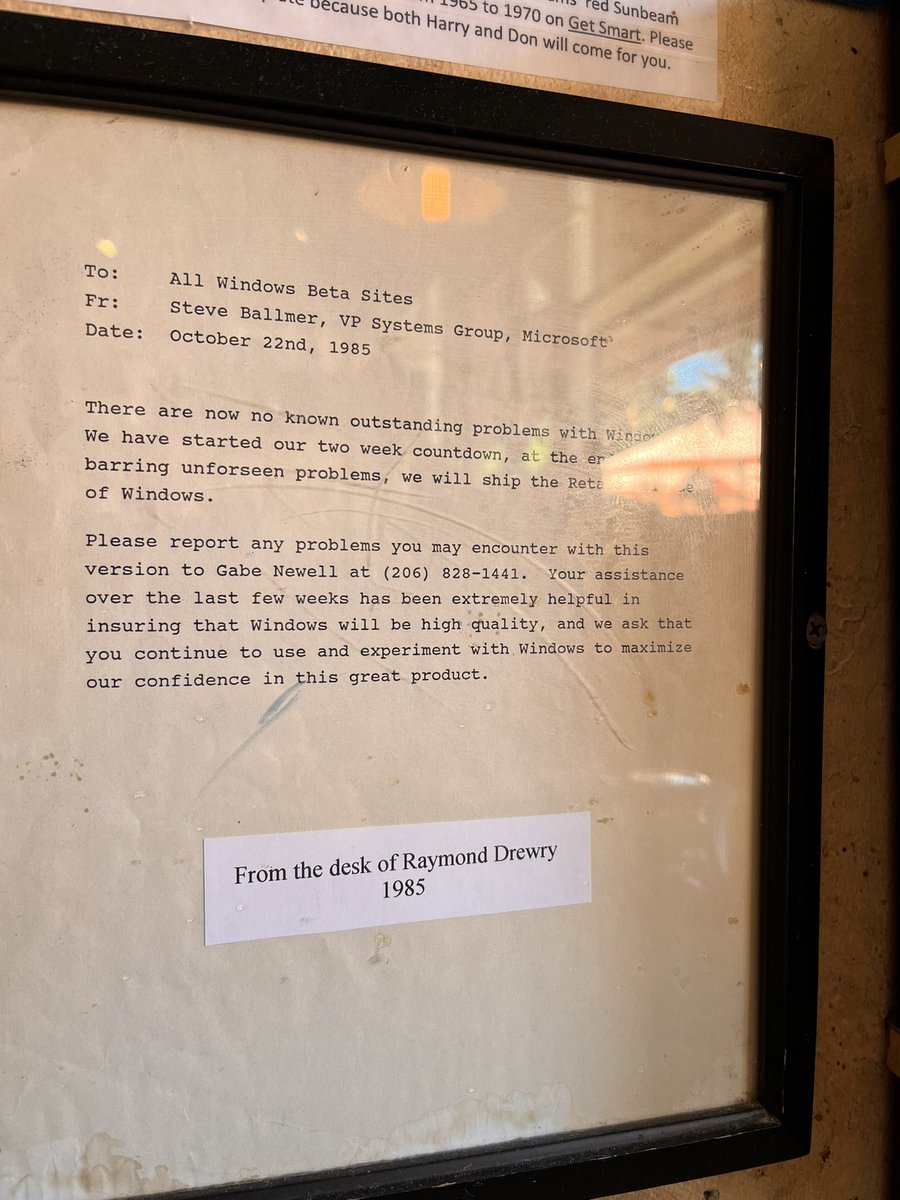 1965 to 1970 on Get Smart. Please
because both Harry and Don will come for you.
red Sunbeam
To: All Windows Beta Sites
Fr: Steve Ballmer, VP Systems Group, Microsoft
Date: October 22nd, 1985
There are now no known outstanding problems with
We have started our two week countdown, at the
barring unforseen problems, we will ship the
of Windows.
Please report any problems you may encounter with this
version to Gabe Newell at (206) 828-1441. Your assistance
over the last few weeks has been extremely helpful in
insuring that Windows will be high quality, and we ask that
you continue to use and experiment with Windows to maximize
our confidence in this great product.
From the desk of Raymond Drewry
1985